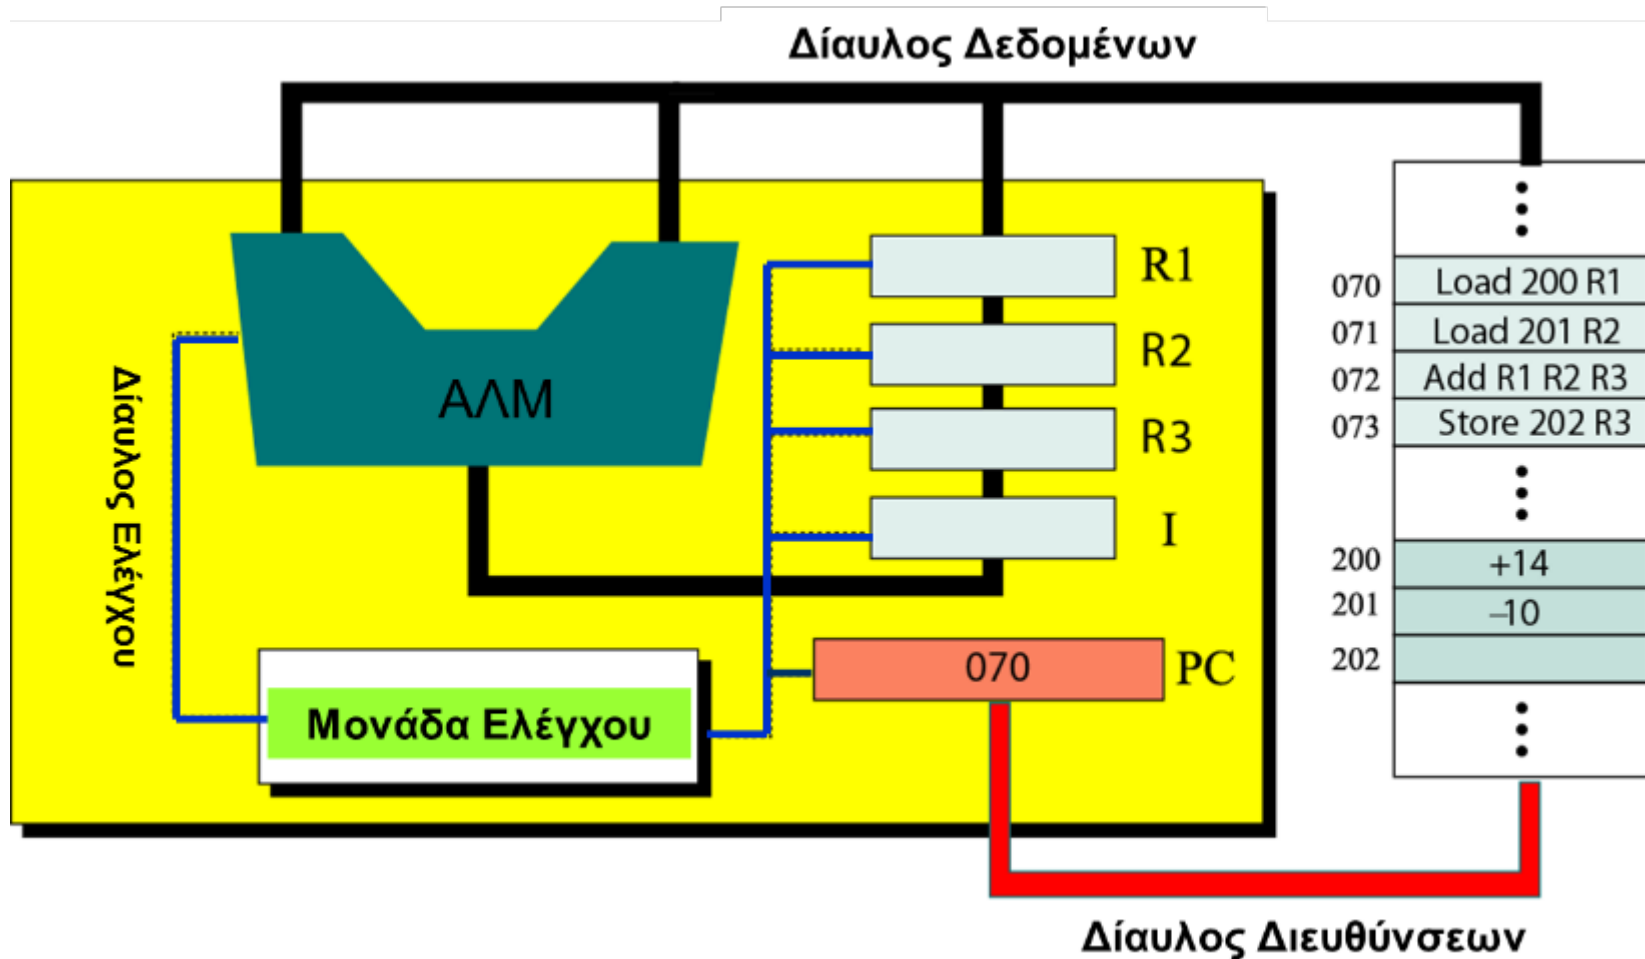 Δίαυλος Δεδομένων
R1
R2
R3
I
ΑΛΜ
Δίαυλος Ελέγχου
070 PC
Μονάδα Ελέγχου
070 Load 200 R1
071 Load 201 R2
072 Add R1 R2 R3
073 Store 202 R3
200 +14
201 –10
202
Δίαυλος Διευθύνσεων